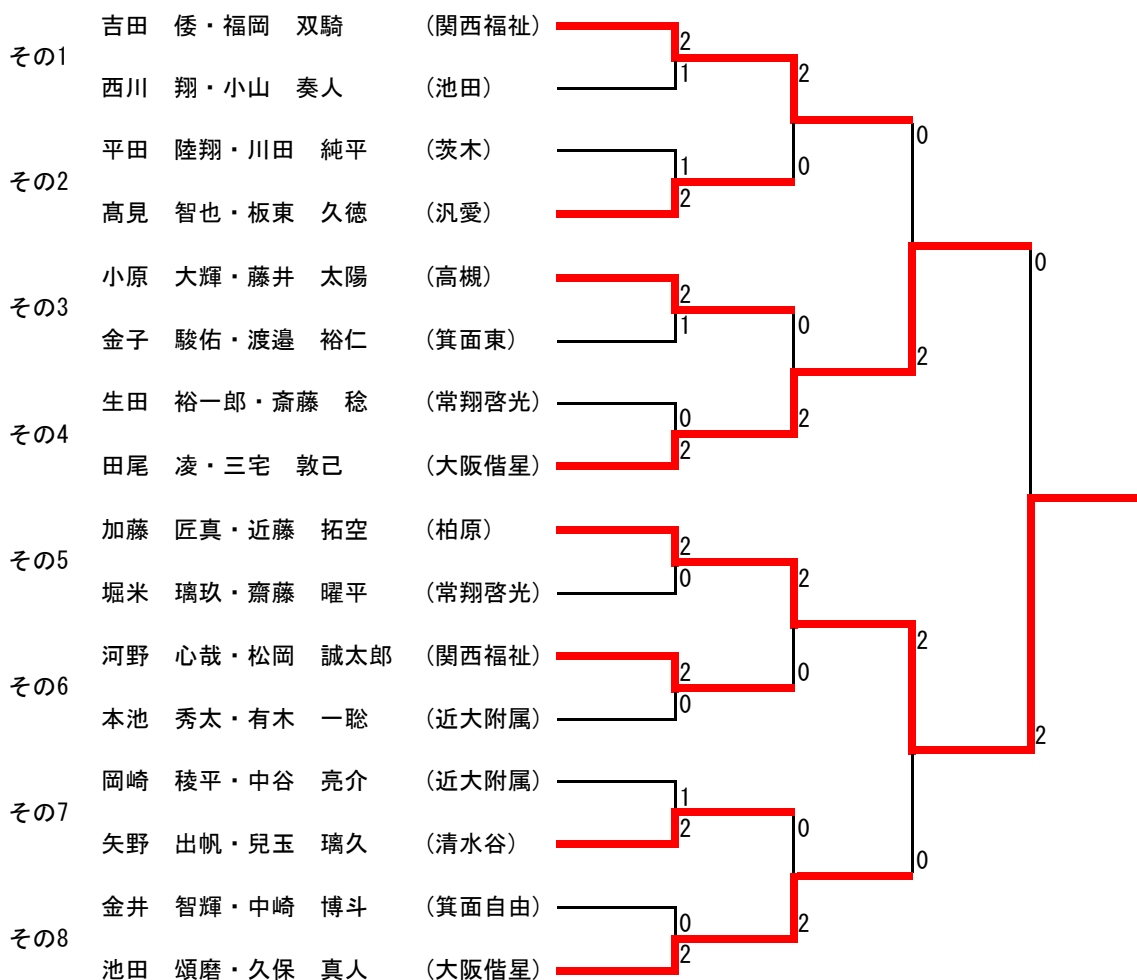 吉田　倭・福岡　双騎　（関西福祉）
その1
西川　翔・小山　奏人　（池田）
平田　陸翔・川田　純平　（茨木）
その2
髙見　智也・板東　久徳　（汎愛）
小原　大輝・藤井　太陽　（高槻）
その3
金子　駿佑・渡邉　裕仁　（箕面東）
生田　裕一郎・斎藤　稔　（常翔啓光）
その4
田尾　凌・三宅　敦己　（大阪偕星）
加藤　匠真・近藤　拓空　（柏原）
その5
堀米　璃玖・齋藤　曜平　（常翔啓光）
河野　心哉・松岡　誠太郎　（関西福祉）
その6
本池　秀太・有木　一聡　（近大附属）
岡崎　稜平・中谷　亮介　（近大附属）
その7
矢野　出帆・兒玉　璃久　（清水谷）
金井　智輝・中崎　博斗　（箕面自由）
その8
池田　頌磨・久保　真人　（大阪偕星）
2
1
1
2
2
1
0
2
2
0
2
0
1
2
0
2
2
0
0
2
2
0
0
2
0
2
2
0
0
2